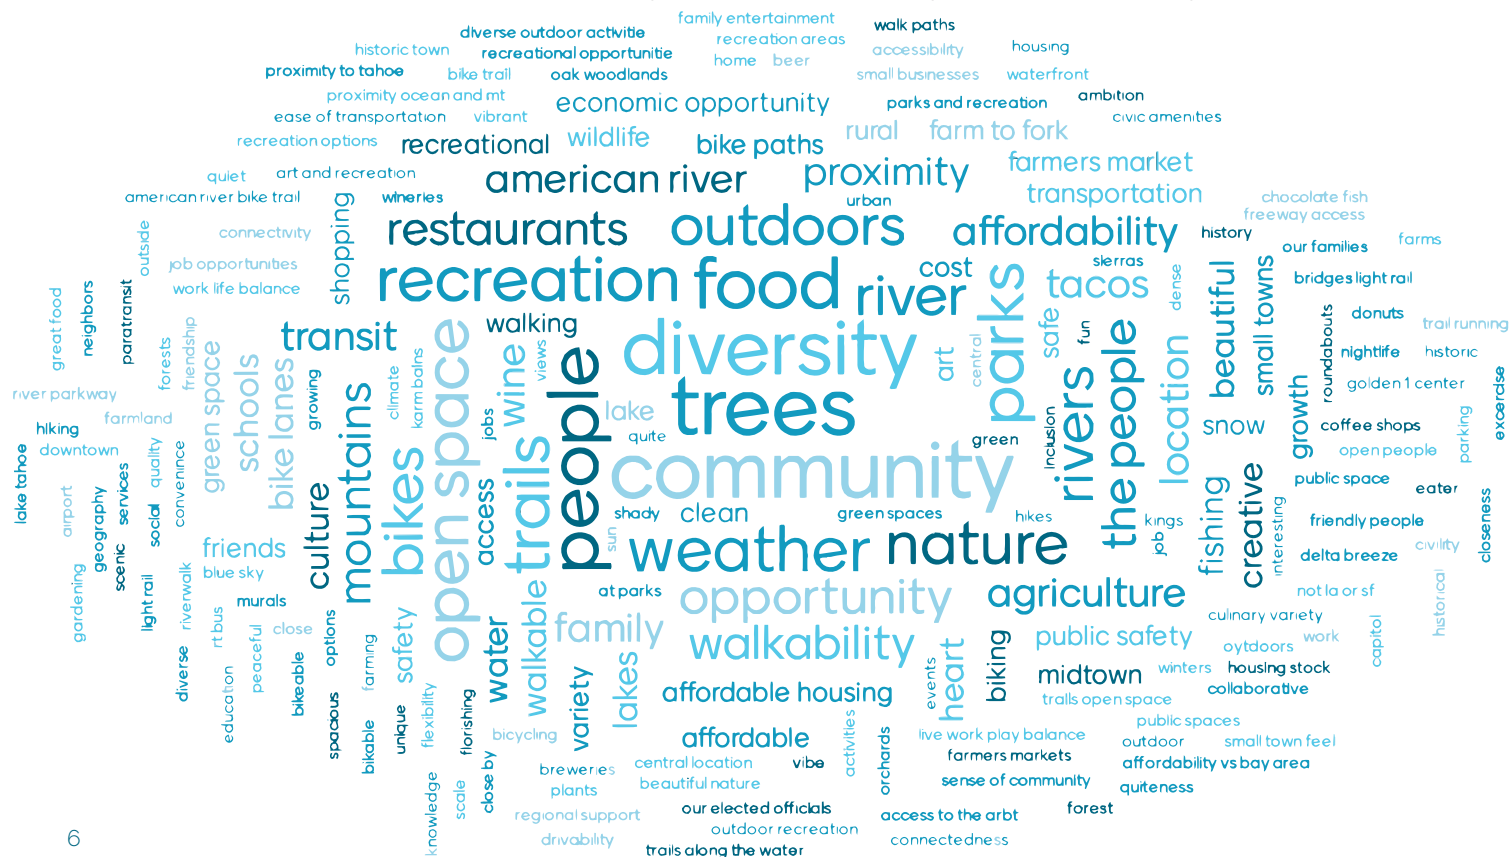 family entertainment
walk paths
diverse outdoor activitie
recreation areas
historic town
recreational opportunitie
accessibility
housing
proximity to tahoe
bike trail
oak woodlands
home
beer
small businesses
waterfront
proximity ocean and mt
economic opportunity
parks and recreation
ambition
ease of transportation
vibrant
civic amenities
recreation options
recreational
wildlife
bike paths
rural
farm to fork
quiet
art and recreation
american river
proximity
farmers market
american river bike trail
wineries
urban
transportation
chocolate fish
freeway access
outside
connectivity
shopping
restaurants
outdoors
affordability
history
our families
farms
job opportunities
work life balance
recreation
food
river
cost
parks
sierras
tacos
dense
beautiful
small towns
bridges light rail
great food
neighbors
paratransit
forests
friendship
transit
walking
diversity
art
central
safe
fun
the people
location
roundabouts
donuts
trail running
nightlife
historic
golden 1 center
river parkway
farmland
green space
schools
bike lanes
growing
mountains
climate
karm balns
open space
jobs
wine
views
people
lake
quite
trees
green
inclusion
rivers
snow
growth
coffee shops
open people
parking
excercise
hiking
downtown
lake tahoe
airport
geography
services
scenic
quality
social
convenince
culture
bikes
access
trails
community
shady
clean
green spaces
hikes
kings
job
fishing
creative
interesting
public space
eater
friendly people
closeness
delta breeze
civility
friends
blue sky
sun
weather
nature
gardening
light rail
riverwalk
murals
at parks
opportunity
agriculture
not la or sf
historical
rt bus
peaceful
close
options
farming
safety
water
walkable
family
walkability
heart
biking
public safety
culinary variety
oytdoors
work
capitol
diverse
education
bikeable
spacious
bikable
unique
flexibility
florishing
variety
lakes
affordable housing
events
midtown
winters
housing stock
collaborative
trails open space
public spaces
bicycling
affordable
activities
orchards
live work play balance
outdoor
small town feel
knowledge
scale
close by
breweries
central location
vibe
farmers markets
affordability vs bay area
plants
beautiful nature
sense of community
quiteness
regional support
our elected officials
access to the arbt
forest
6
drivability
outdoor recreation
connectedness
trails along the water